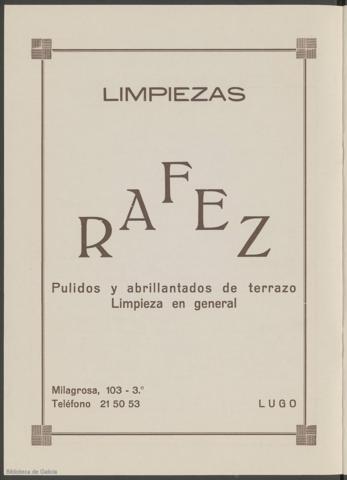 LIMPIEZAS
RAFEZ
Pulidos y abrillantados de terrazo
Limpieza en general
Milagrosa, 103 - 3.º
Teléfono 21 50 53 LUGO
Biblioteca de Galicia